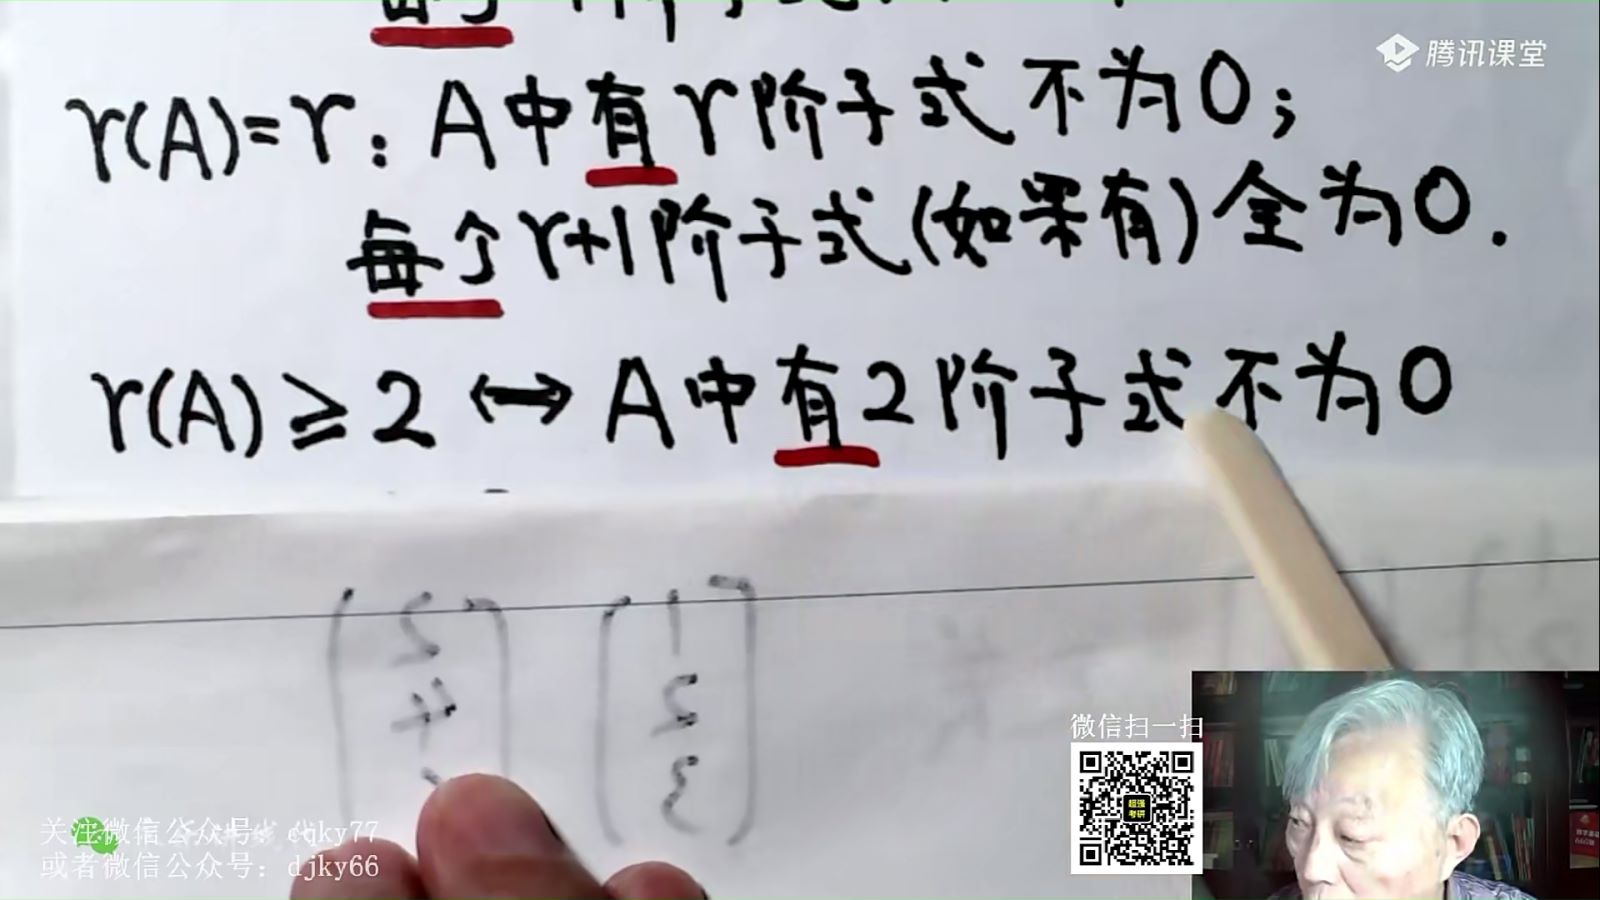 腾讯课堂
r(A)=r：A中有r阶子式不为0；
每个r+1阶子式(如果有)全为0.
r(A)≥2 ↔ A中有2阶子式不为0
微信扫一扫
超强
考研
关注微信公众号：cqky77
或者微信公众号：djky66